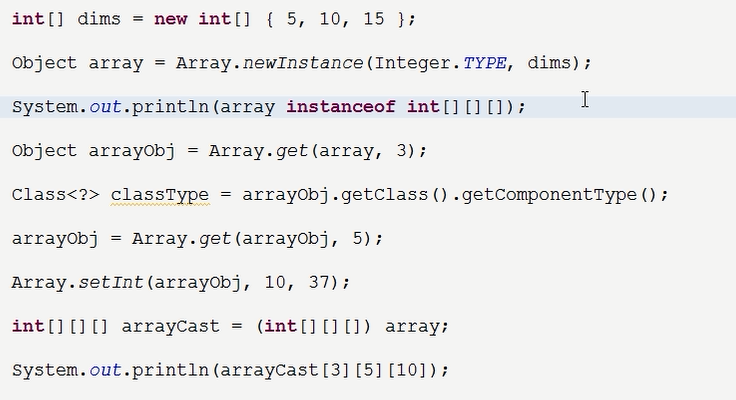 int[] dims = new int[] { 5, 10, 15 };
Object array = Array.newInstance(Integer.TYPE, dims);
System.out.println(array instanceof int[][][]);
Object arrayObj = Array.get(array, 3);
Class<?> classType = arrayObj.getClass().getComponentType();
arrayObj = Array.get(arrayObj, 5);
Array.setInt(arrayObj, 10, 37);
int[][][] arrayCast = (int[][][]) array;
System.out.println(arrayCast[3][5][10]);